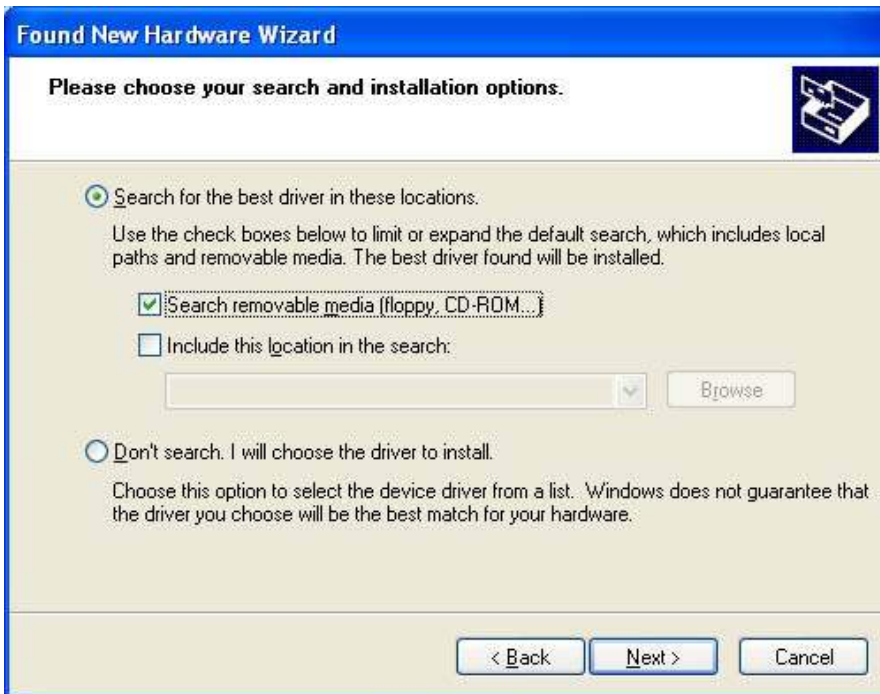 Found New Hardware Wizard
Please choose your search and installation options.
Search for the best driver in these locations.
Use the check boxes below to limit or expand the default search, which includes local
paths and removable media. The best driver found will be installed.
Search removable media (floppy, CD-ROM...)
Include this location in the search:
Browse
Don't search. I will choose the driver to install.
Choose this option to select the device driver from a list. Windows does not guarantee that
the driver you choose will be the best match for your hardware.
< Back Next > Cancel